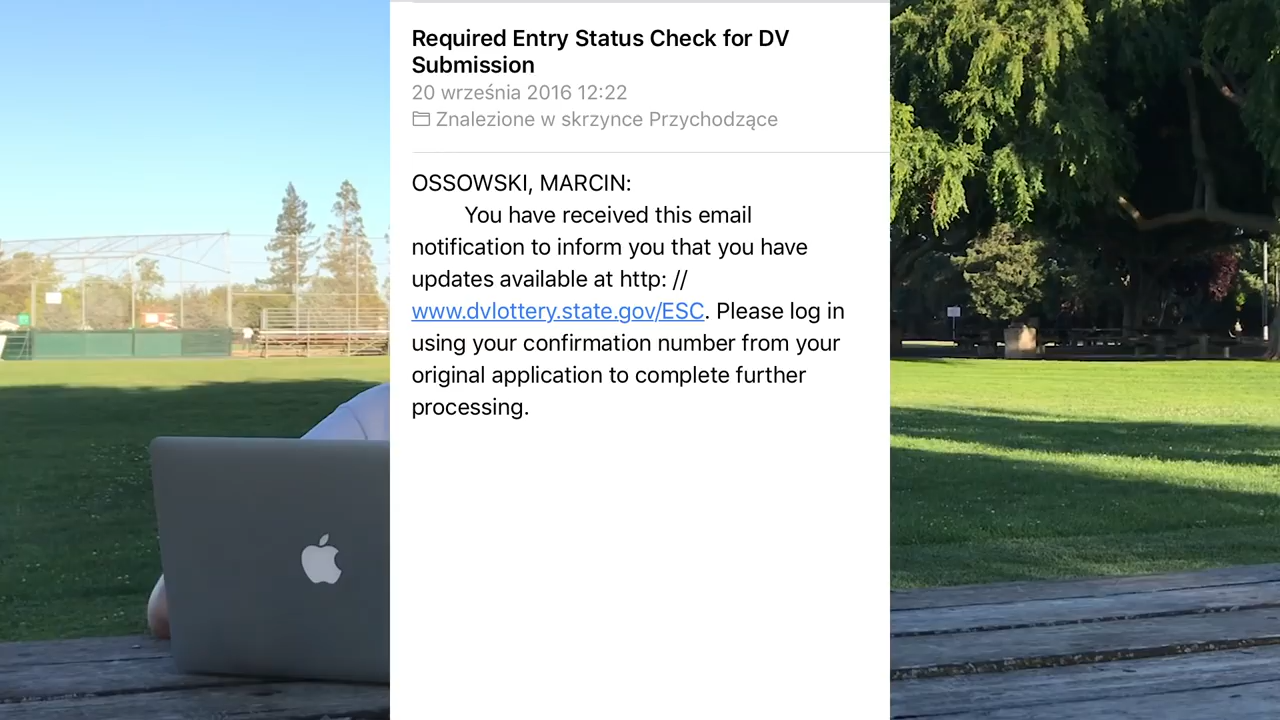 Required Entry Status Check for DV
Submission
20 września 2016 12:22
Znalezione w skrzynce Przychodzące
OSSOWSKI, MARCIN:
You have received this email
notification to inform you that you have
updates available at http: //
www.dvlottery.state.gov/ESC. Please log in
using your confirmation number from your
original application to complete further
processing.